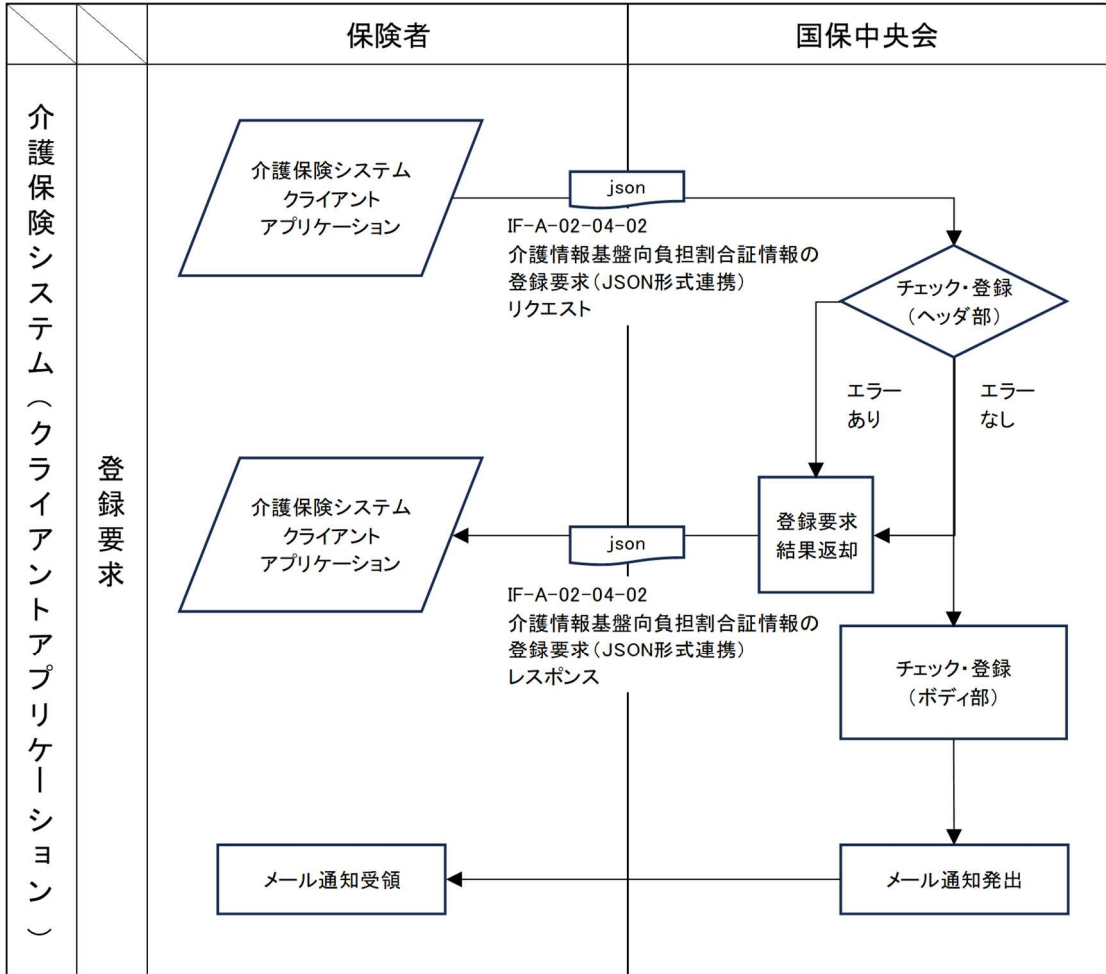 保険者
国保中央会
介護保険システム（クライアントアプリケーション）
登録要求
介護保険システム
クライアント
アプリケーション
json
IF-A-02-04-02
介護情報基盤向負担割合証情報の
登録要求（JSON形式連携）
リクエスト
チェック・登録
（ヘッダ部）
エラー
あり
エラー
なし
介護保険システム
クライアント
アプリケーション
json
登録要求
結果返却
IF-A-02-04-02
介護情報基盤向負担割合証情報の
登録要求（JSON形式連携）
レスポンス
チェック・登録
（ボディ部）
メール通知受領
メール通知発出